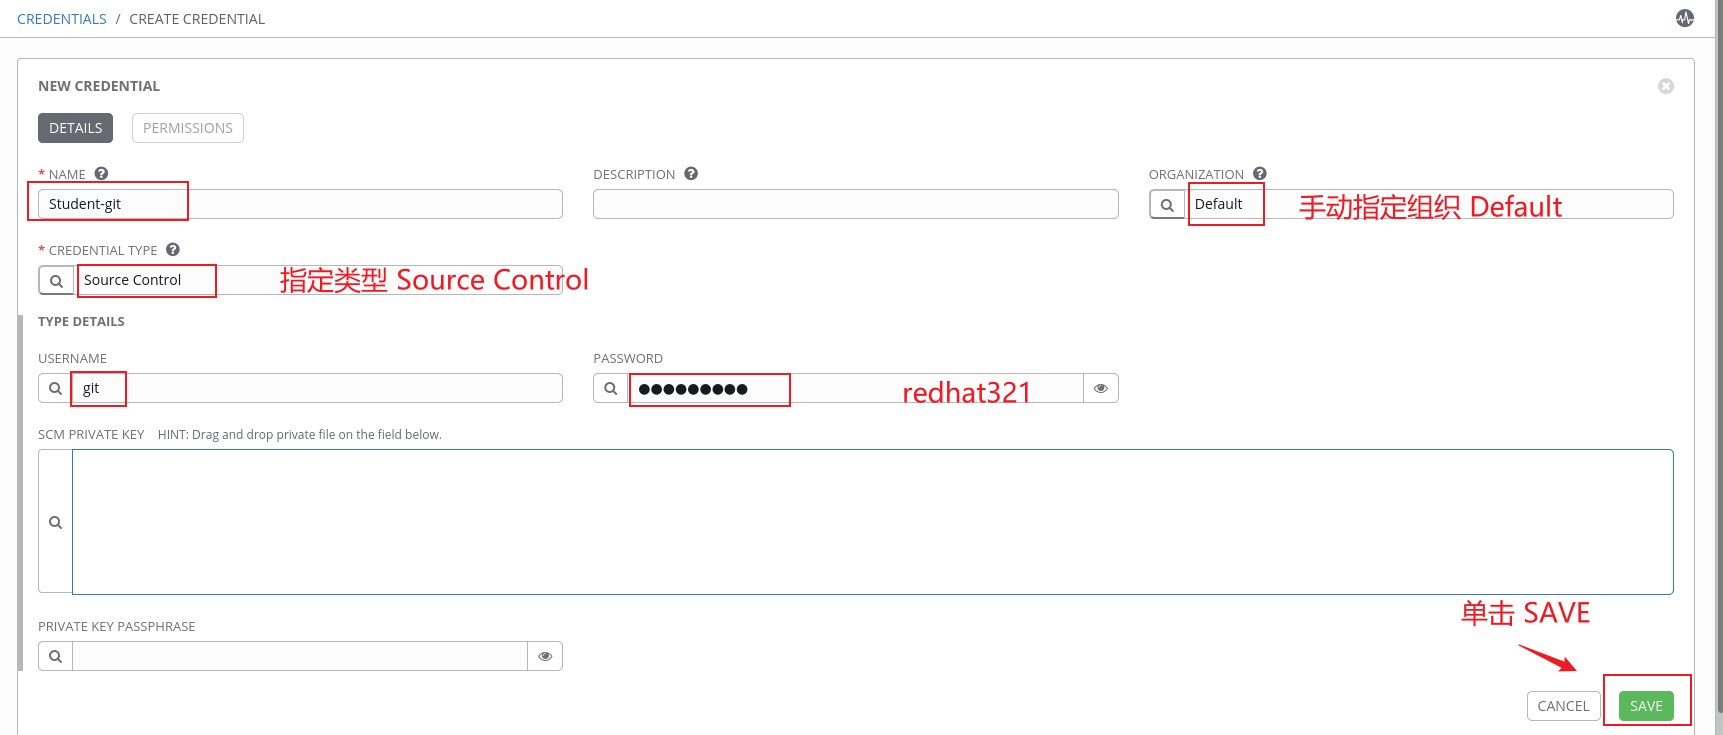 CREDENTIALS / CREATE CREDENTIAL
NEW CREDENTIAL
DETAILS PERMISSIONS
* NAME DESCRIPTION ORGANIZATION
Student-git Default 手动指定组织 Default
* CREDENTIAL TYPE
Source Control 指定类型 Source Control
TYPE DETAILS
USERNAME PASSWORD
git ●●●●●●●●● redhat321
SCM PRIVATE KEY HINT: Drag and drop private file on the field below.
单击 SAVE
PRIVATE KEY PASSPHRASE
CANCEL SAVE